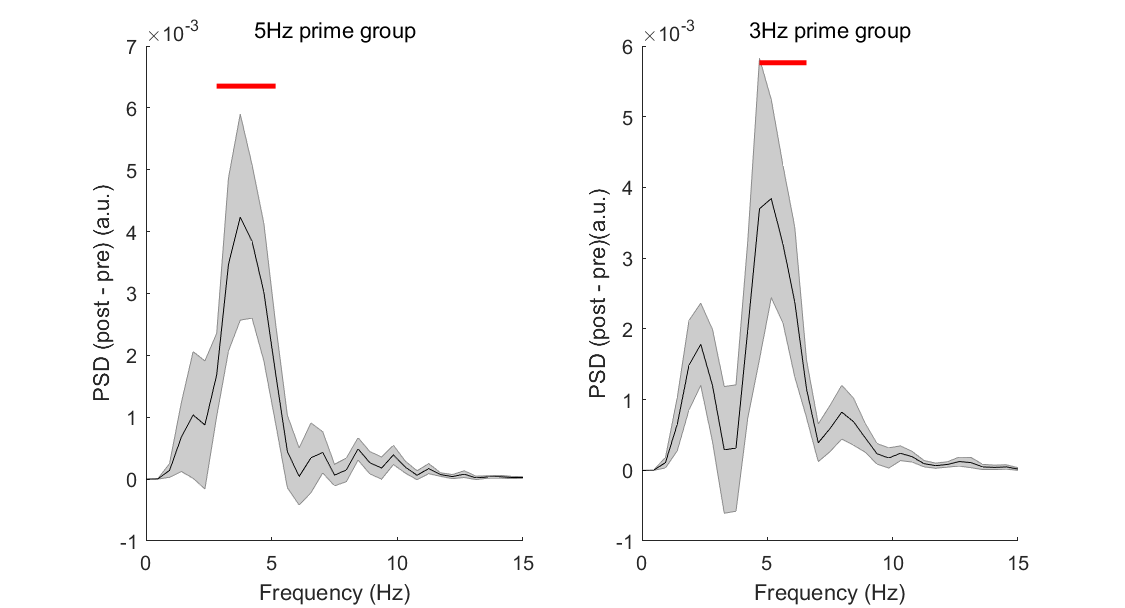 5Hz prime group
×10⁻³
7
6
5
4
3
2
1
0
-1
PSD (post - pre) (a.u.)
0 5 10 15
Frequency (Hz)
3Hz prime group
×10⁻³
6
5
4
3
2
1
0
-1
PSD (post - pre)(a.u.)
0 5 10 15
Frequency (Hz)